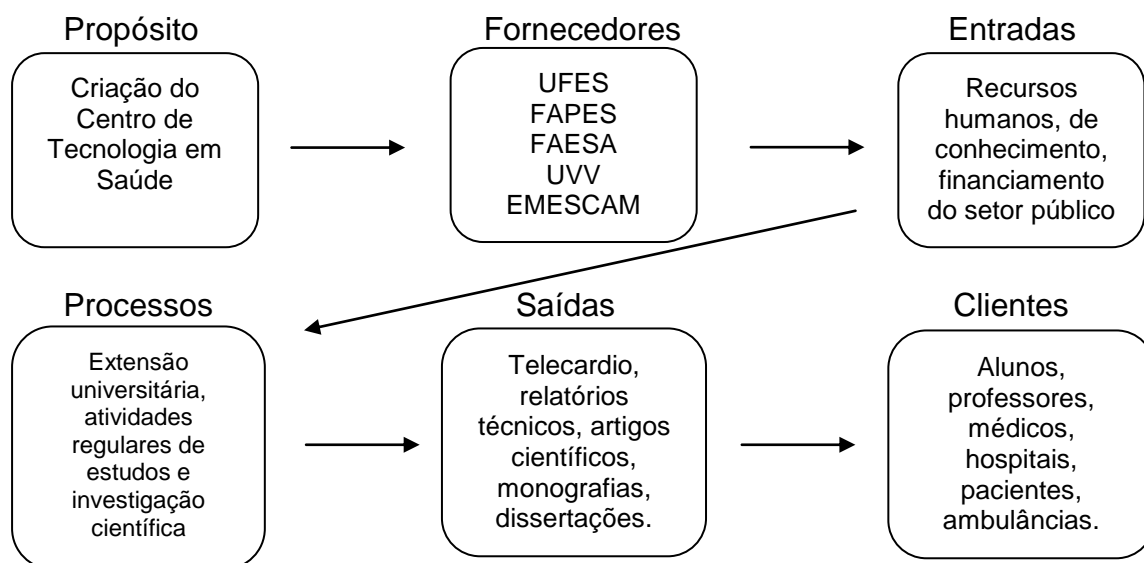 Propósito
Criação do
Centro de
Tecnologia em
Saúde
Fornecedores
UFES
FAPES
FAESA
UVV
EMESCAM
Entradas
Recursos
humanos, de
conhecimento,
financiamento
do setor público
Processos
Extensão
universitária,
atividades
regulares de
estudos e
investigação
científica
Saídas
Telecardio,
relatórios
técnicos, artigos
científicos,
monografias,
dissertações.
Clientes
Alunos,
professores,
médicos,
hospitais,
pacientes,
ambulâncias.